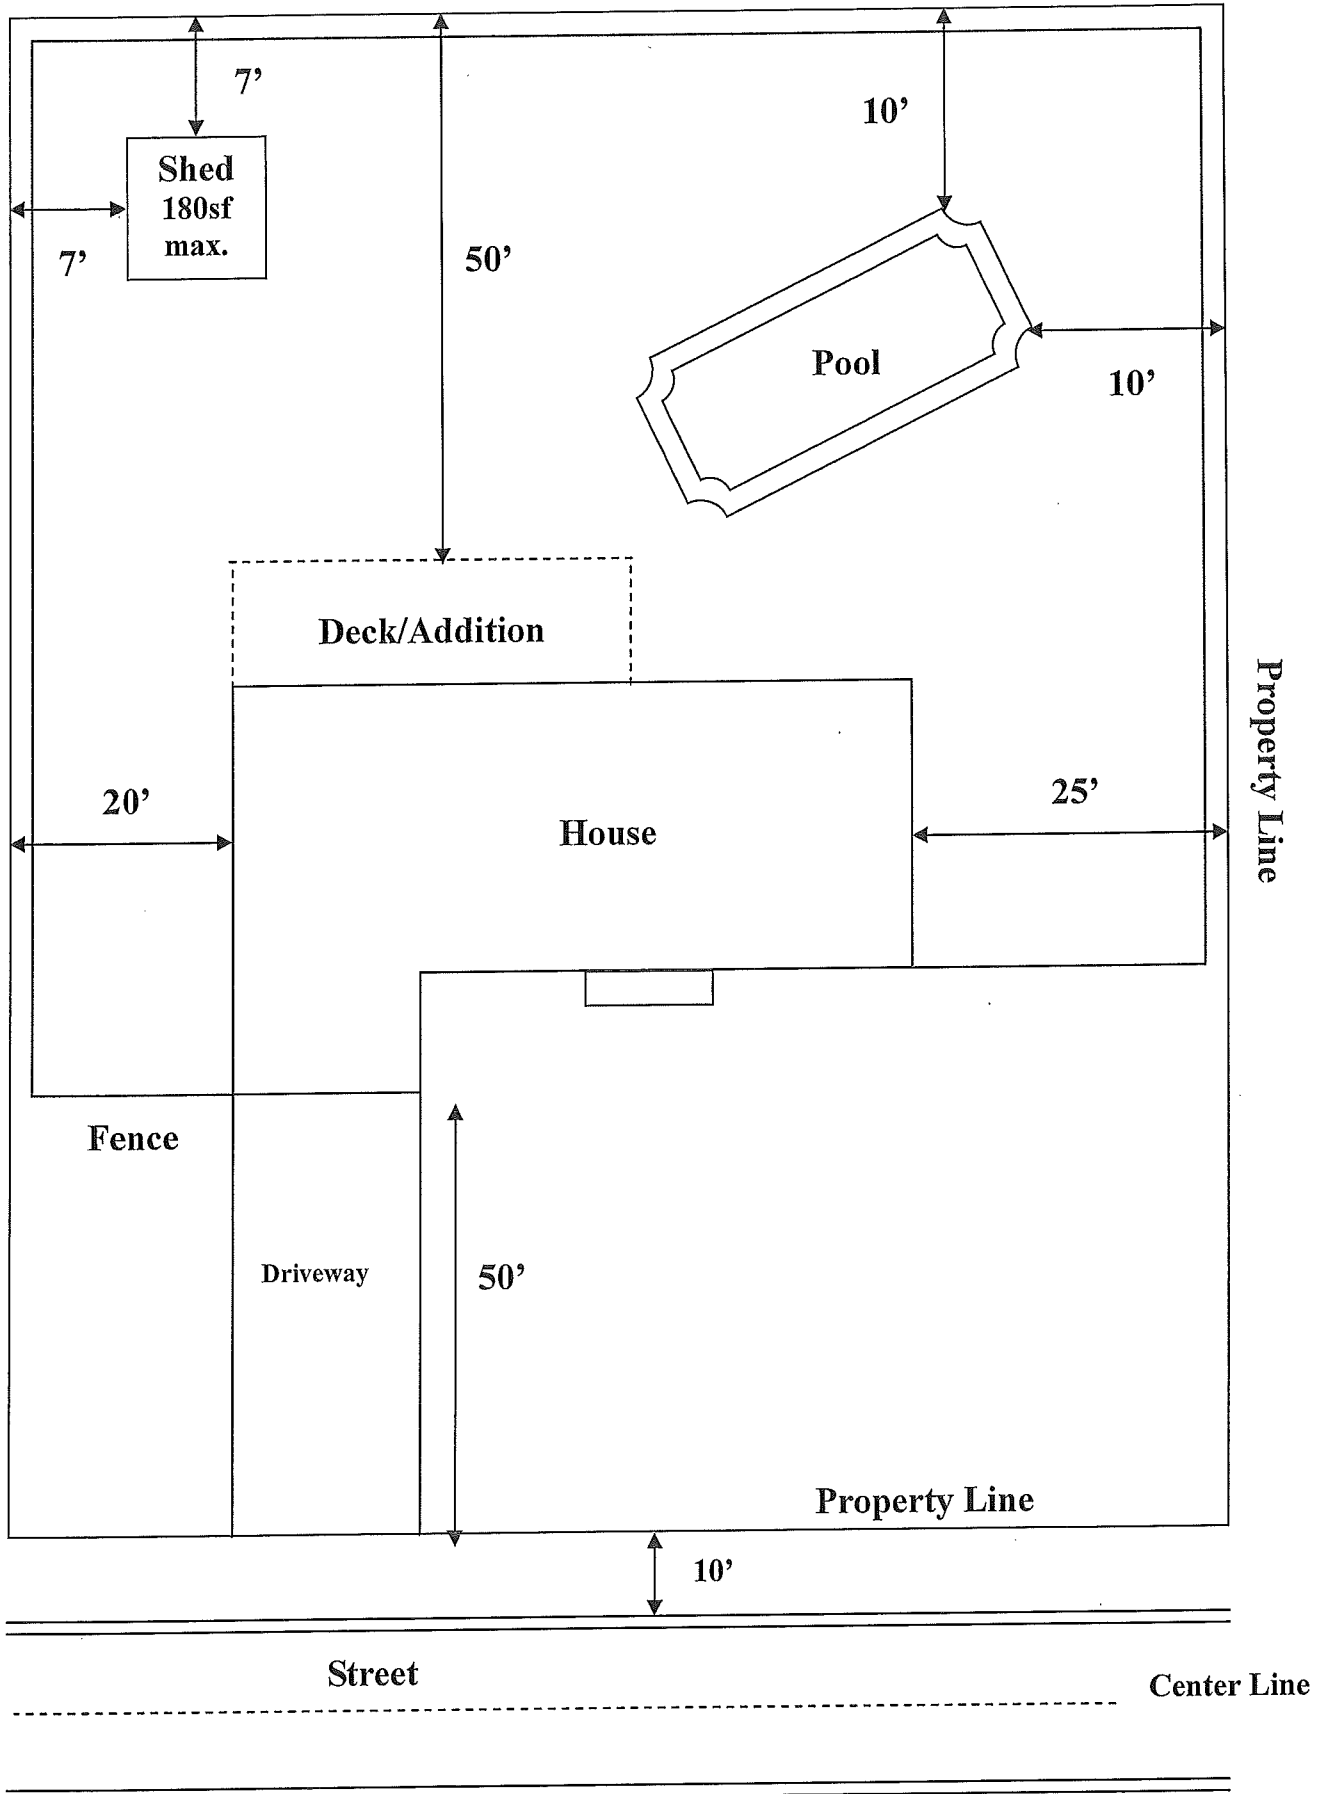 7’
10’
Shed
180sf
max.
7’
50’
Pool
10’
Deck/Addition
Property Line
20’
25’
House
Fence
Driveway
50’
Property Line
10’
Street
Center Line